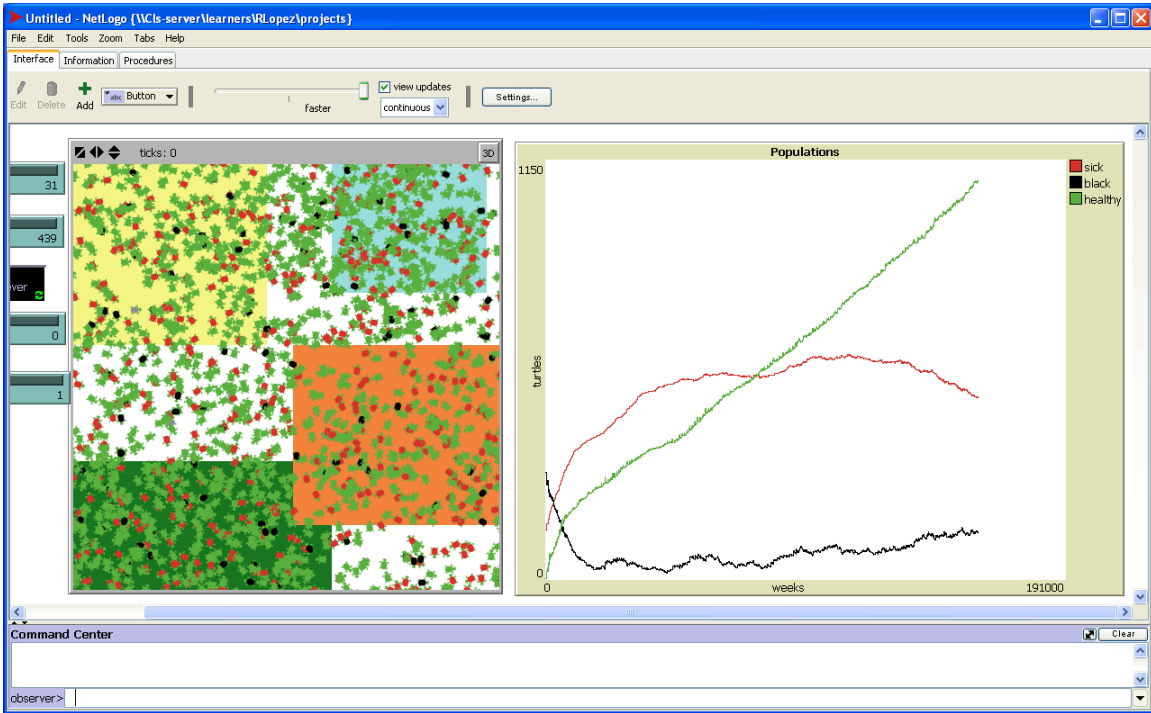 Untitled - NetLogo {\\Cls-server\learners\RLopez\projects}
File Edit Tools Zoom Tabs Help
Interface Information Procedures
Edit Delete Add abc Button faster view updates continuous Settings...
ticks: 0 3D
31
439
ever
0
1
Populations
1150
turtles
0
0 weeks 191000
sick
black
healthy
Command Center Clear
observer>